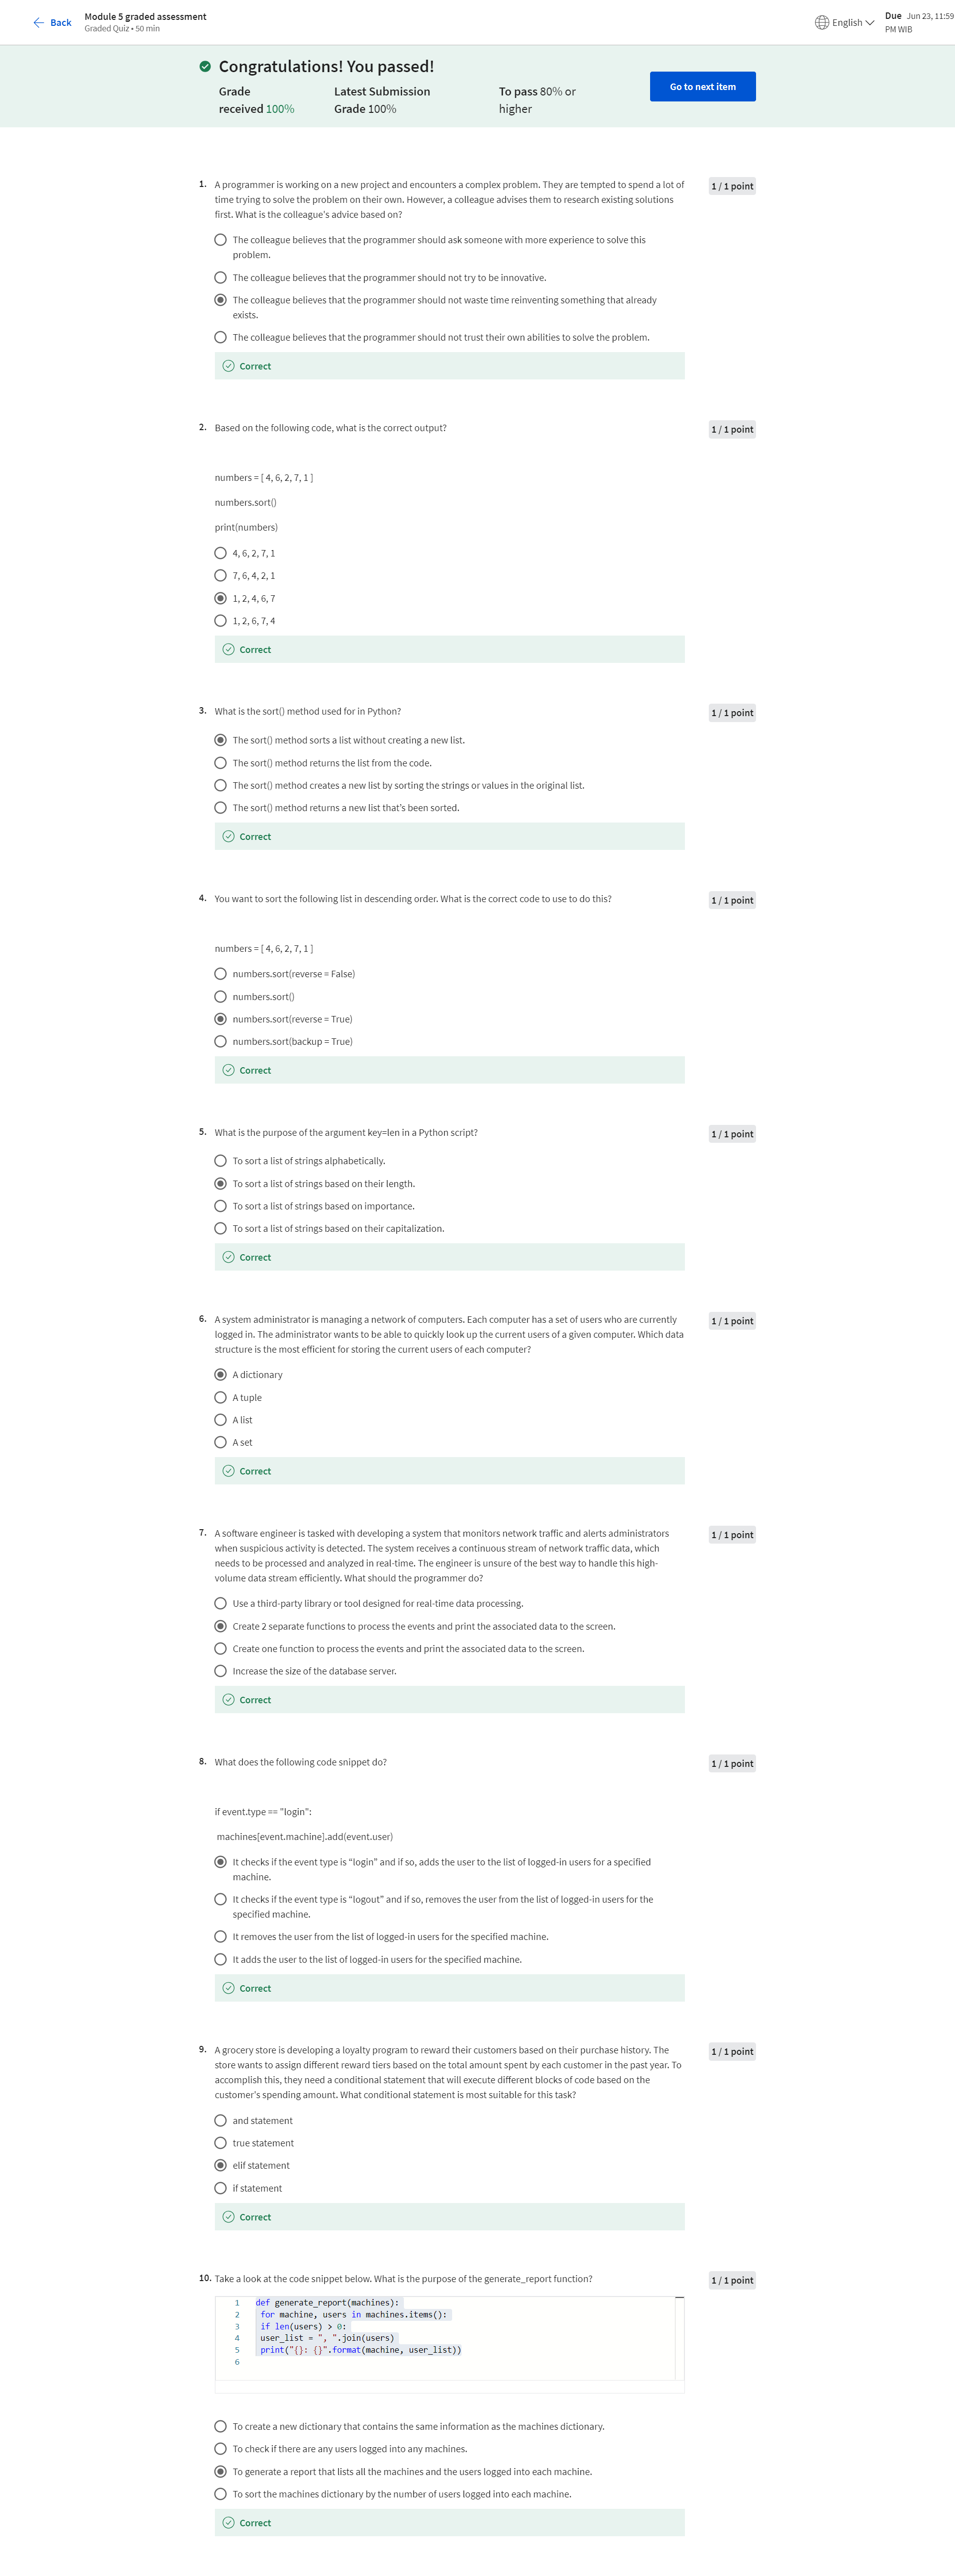 Back
Module 5 graded assessment
Graded Quiz • 50 min
English
Due Jun 23, 11:59
PM WIB
Congratulations! You passed!
Grade
received 100%
Latest Submission
Grade 100%
To pass 80% or
higher
Go to next item
1. A programmer is working on a new project and encounters a complex problem. They are tempted to spend a lot of
time trying to solve the problem on their own. However, a colleague advises them to research existing solutions
first. What is the colleague's advice based on?
1 / 1 point
The colleague believes that the programmer should ask someone with more experience to solve this
problem.
The colleague believes that the programmer should not try to be innovative.
The colleague believes that the programmer should not waste time reinventing something that already
exists.
The colleague believes that the programmer should not trust their own abilities to solve the problem.
Correct
2. Based on the following code, what is the correct output?
1 / 1 point
numbers = [ 4, 6, 2, 7, 1 ]
numbers.sort()
print(numbers)
4, 6, 2, 7, 1
7, 6, 4, 2, 1
1, 2, 4, 6, 7
1, 2, 6, 7, 4
Correct
3. What is the sort() method used for in Python?
1 / 1 point
The sort() method sorts a list without creating a new list.
The sort() method returns the list from the code.
The sort() method creates a new list by sorting the strings or values in the original list.
The sort() method returns a new list that's been sorted.
Correct
4. You want to sort the following list in descending order. What is the correct code to use to do this?
1 / 1 point
numbers = [ 4, 6, 2, 7, 1 ]
numbers.sort(reverse = False)
numbers.sort()
numbers.sort(reverse = True)
numbers.sort(backup = True)
Correct
5. What is the purpose of the argument key=len in a Python script?
1 / 1 point
To sort a list of strings alphabetically.
To sort a list of strings based on their length.
To sort a list of strings based on importance.
To sort a list of strings based on their capitalization.
Correct
6. A system administrator is managing a network of computers. Each computer has a set of users who are currently
logged in. The administrator wants to be able to quickly look up the current users of a given computer. Which data
structure is the most efficient for storing the current users of each computer?
1 / 1 point
A dictionary
A tuple
A list
A set
Correct
7. A software engineer is tasked with developing a system that monitors network traffic and alerts administrators
when suspicious activity is detected. The system receives a continuous stream of network traffic data, which
needs to be processed and analyzed in real-time. The engineer is unsure of the best way to handle this high-
volume data stream efficiently. What should the programmer do?
1 / 1 point
Use a third-party library or tool designed for real-time data processing.
Create 2 separate functions to process the events and print the associated data to the screen.
Create one function to process the events and print the associated data to the screen.
Increase the size of the database server.
Correct
8. What does the following code snippet do?
1 / 1 point
if event.type == "login":
machines[event.machine].add(event.user)
It checks if the event type is “login” and if so, adds the user to the list of logged-in users for a specified
machine.
It checks if the event type is “logout” and if so, removes the user from the list of logged-in users for the
specified machine.
It removes the user from the list of logged-in users for the specified machine.
It adds the user to the list of logged-in users for the specified machine.
Correct
9. A grocery store is developing a loyalty program to reward their customers based on their purchase history. The
store wants to assign different reward tiers based on the total amount spent by each customer in the past year. To
accomplish this, they need a conditional statement that will execute different blocks of code based on the
customer's spending amount. What conditional statement is most suitable for this task?
1 / 1 point
and statement
true statement
elif statement
if statement
Correct
10. Take a look at the code snippet below. What is the purpose of the generate_report function?
1 / 1 point
1 def generate_report(machines):
2 for machine, users in machines.items():
3 if len(users) > 0:
4 user_list = ", ".join(users)
5 print("{}: {}".format(machine, user_list))
6
To create a new dictionary that contains the same information as the machines dictionary.
To check if there are any users logged into any machines.
To generate a report that lists all the machines and the users logged into each machine.
To sort the machines dictionary by the number of users logged into each machine.
Correct